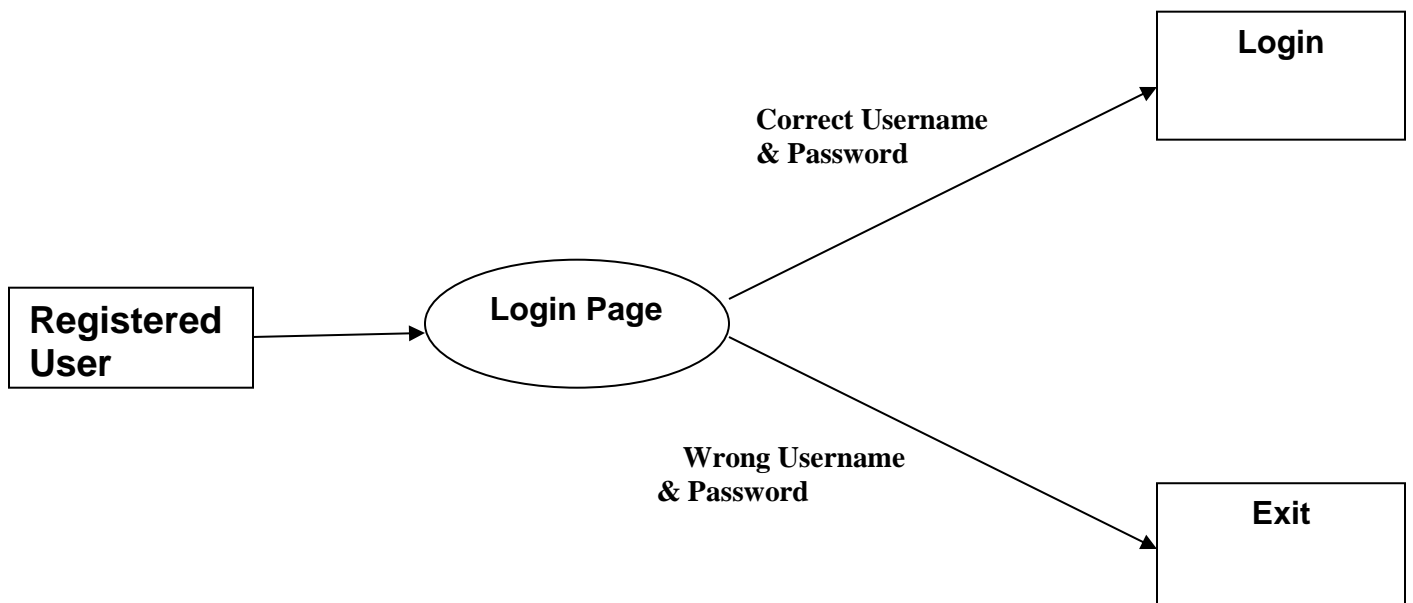 Login
Correct Username
& Password
Login Page
Registered
User
Wrong Username
& Password
Exit